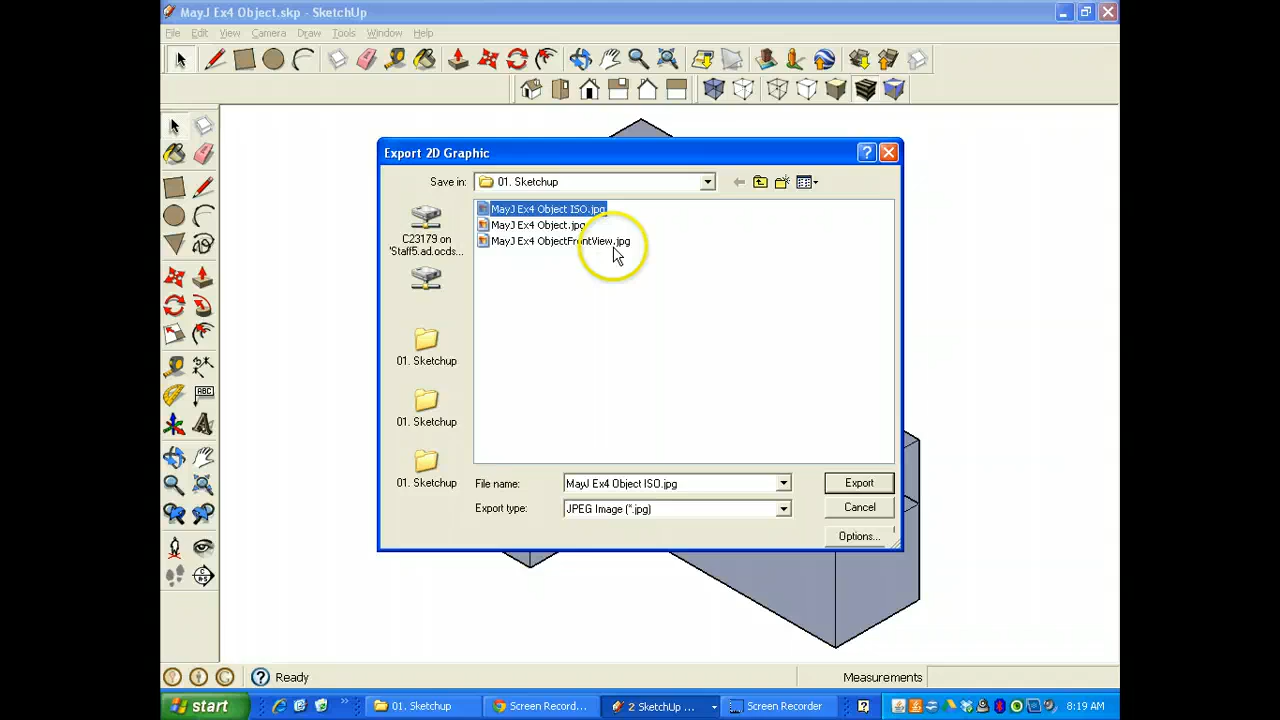 MayJ Ex4 Object.skp - SketchUp
File Edit View Camera Draw Tools Window Help
Export 2D Graphic
Save in: 01. Sketchup
MayJ Ex4 Object ISO.jpg
MayJ Ex4 Object.jpg
MayJ Ex4 ObjectFrontView.jpg
C23179 on
'Staff5.ad.ocds...
01. Sketchup
01. Sketchup
01. Sketchup
File name: MayJ Ex4 Object ISO.jpg Export
Export type: JPEG Image (*.jpg) Cancel
Options...
ABC
Ready Measurements
start 01. Sketchup Screen Record... 2 SketchUp ... Screen Recorder 8:19 AM